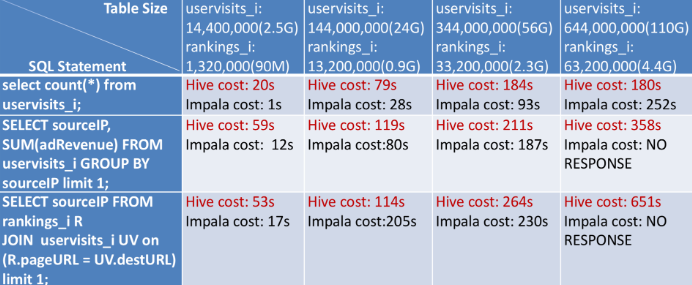 Table Size
SQL Statement
uservisits_i:
14,400,000(2.5G)
rankings_i:
1,320,000(90M)
uservisits_i:
144,000,000(24G)
rankings_i:
13,200,000(0.9G)
uservisits_i:
344,000,000(56G)
rankings_i:
33,200,000(2.3G)
uservisits_i:
644,000,000(110G)
rankings_i:
63,200,000(4.4G)
select count(*) from
uservisits_i;
Hive cost: 20s
Impala cost: 1s
Hive cost: 79s
Impala cost: 28s
Hive cost: 184s
Impala cost: 93s
Hive cost: 180s
Impala cost: 252s
SELECT sourceIP,
SUM(adRevenue) FROM
uservisits_i GROUP BY
sourceIP limit 1;
Hive cost: 59s
Impala cost: 12s
Hive cost: 119s
Impala cost:80s
Hive cost: 211s
Impala cost: 187s
Hive cost: 358s
Impala cost: NO
RESPONSE
SELECT sourceIP FROM
rankings_i R
JOIN uservisits_i UV on
(R.pageURL = UV.destURL)
limit 1;
Hive cost: 53s
Impala cost: 17s
Hive cost: 114s
Impala cost:205s
Hive cost: 264s
Impala cost: 230s
Hive cost: 651s
Impala cost: NO
RESPONSE